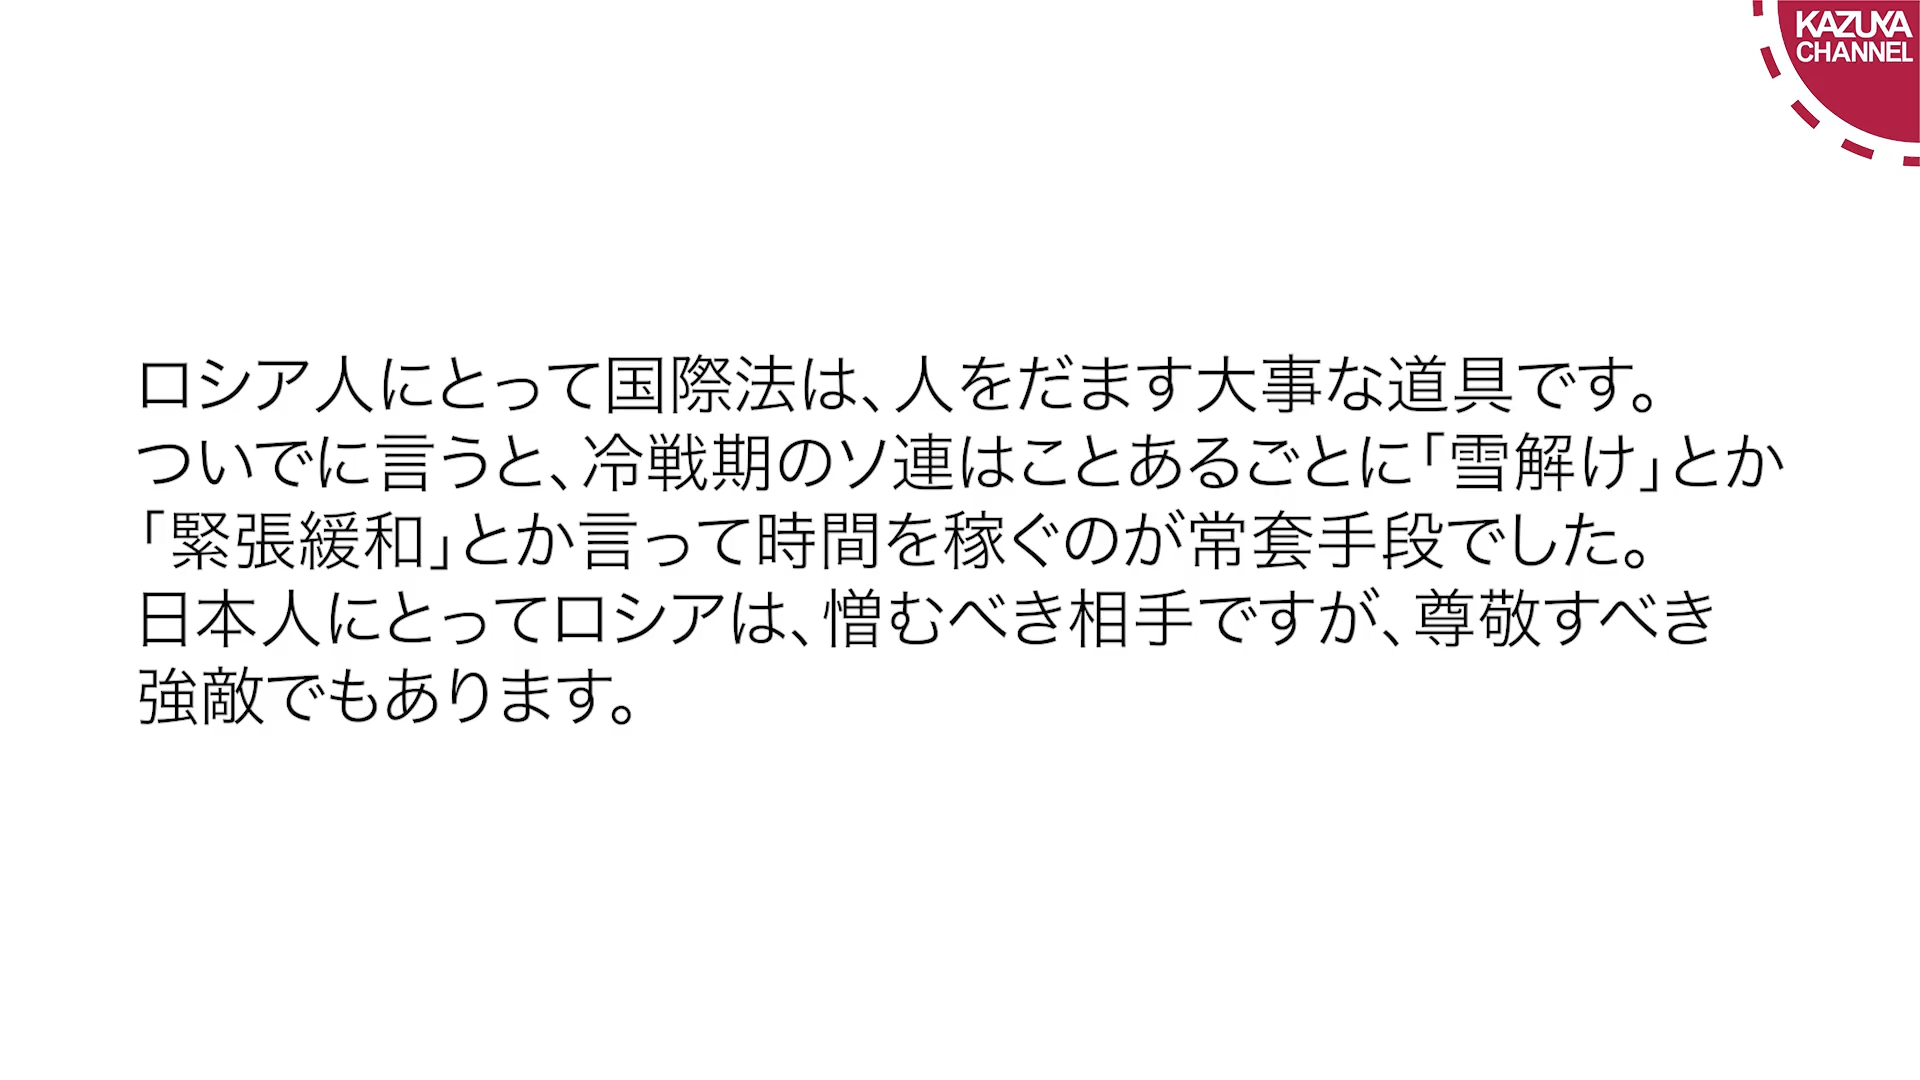 KAZUYA
CHANNEL
ロシア人にとって国際法は、人をだます大事な道具です。
ついでに言うと、冷戦期のソ連はことあるごとに「雪解け」とか
「緊張緩和」とか言って時間を稼ぐのが常套手段でした。
日本人にとってロシアは、憎むべき相手ですが、尊敬すべき
強敵でもあります。